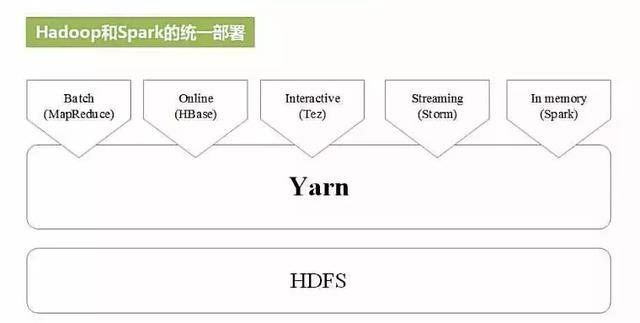 Hadoop和Spark的统一部署
Batch
(MapReduce)
Online
(HBase)
Interactive
(Tez)
Streaming
(Storm)
In memory
(Spark)
Yarn
HDFS